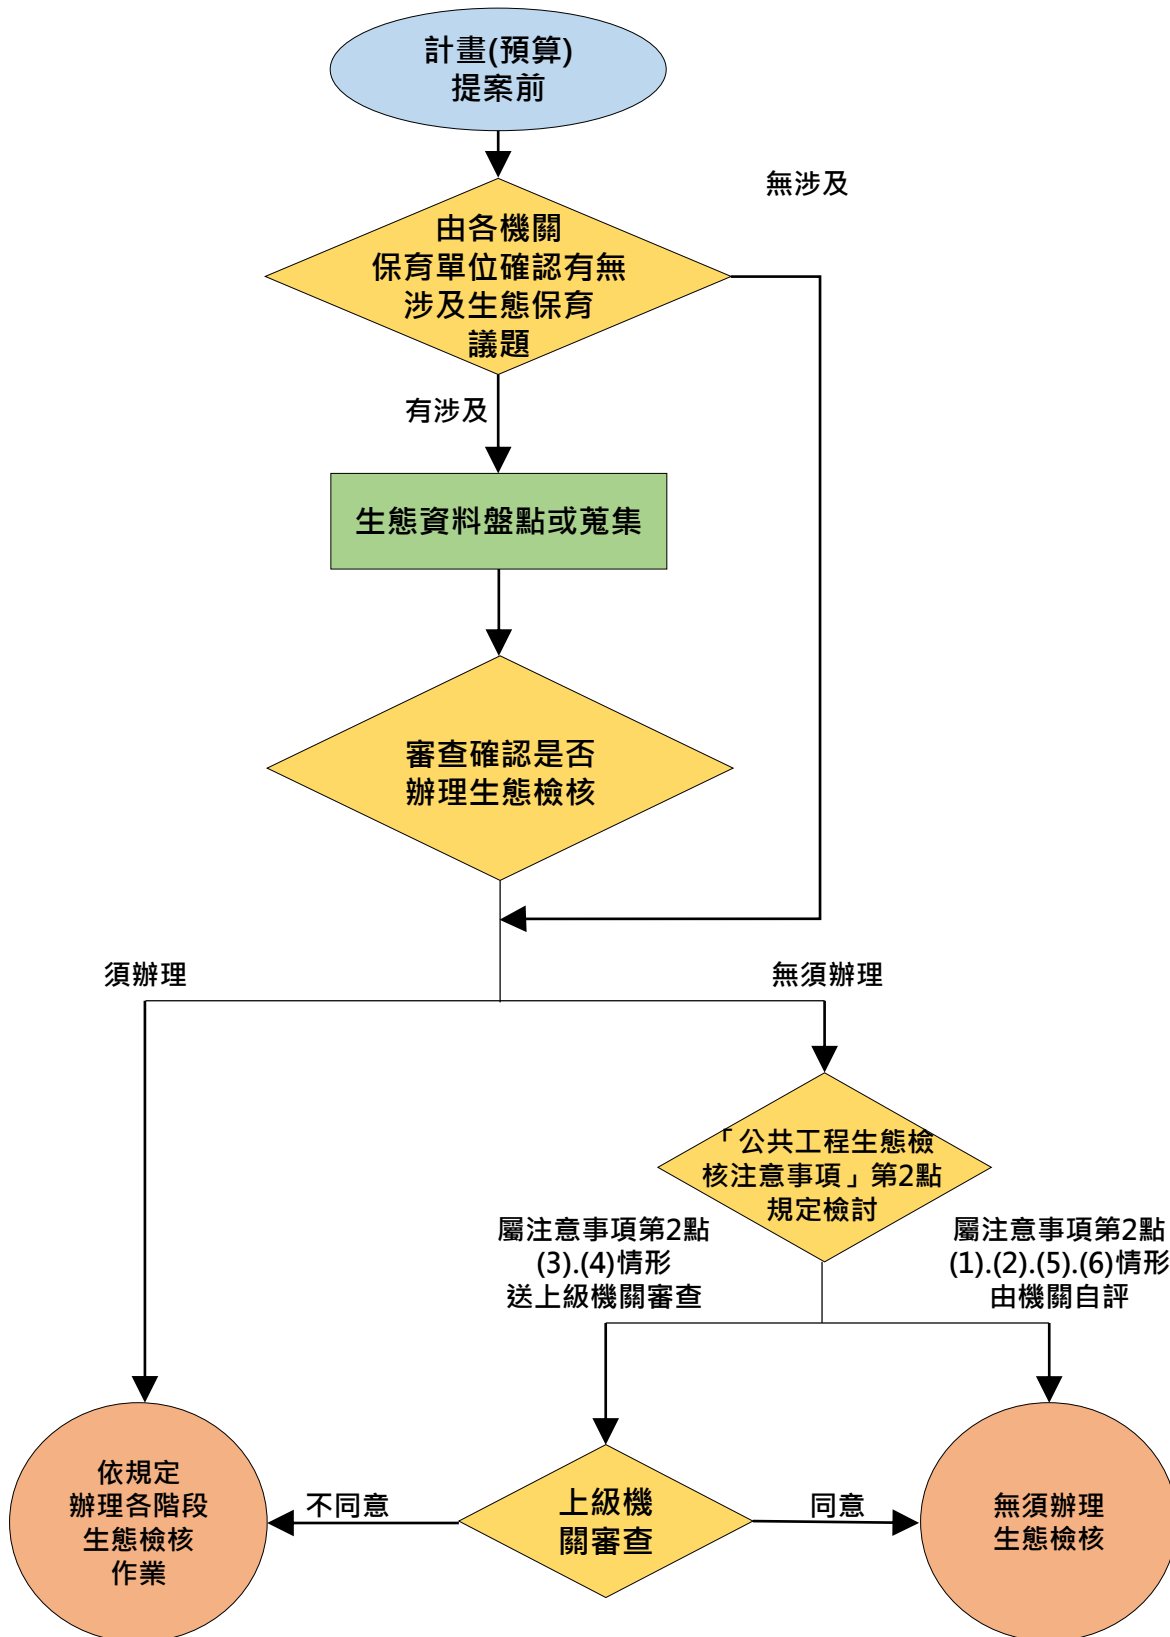 計畫(預算)
提案前
無涉及
由各機關
保育單位確認有無
涉及生態保育
議題
有涉及
生態資料盤點或蒐集
審查確認是否
辦理生態檢核
須辦理
無須辦理
「公共工程生態檢
核注意事項」第2點
規定檢討
屬注意事項第2點
(3).(4)情形
送上級機關審查
屬注意事項第2點
(1).(2).(5).(6)情形
由機關自評
依規定
辦理各階段
生態檢核
作業
不同意
上級機
關審查
同意
無須辦理
生態檢核